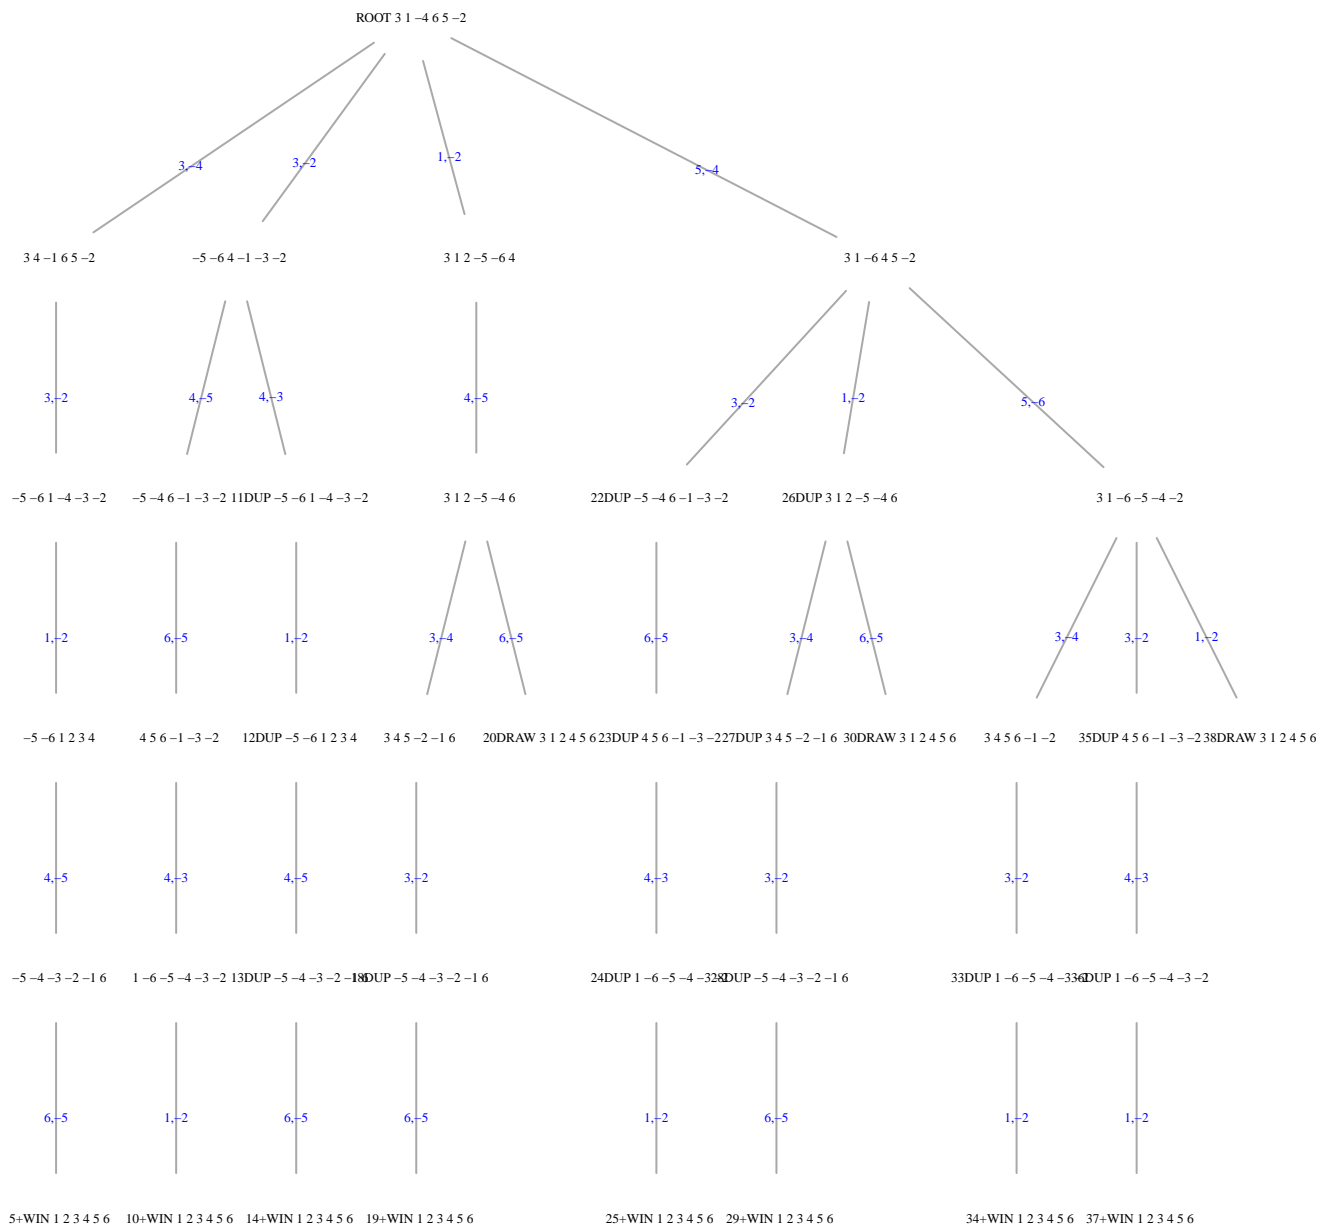 ROOT 3 1 −4 6 5 −2
3,−4
3,−2
1,−2
5,−4
3 4 −1 6 5 −2
−5 −6 4 −1 −3 −2
3 1 2 −5 −6 4
3 1 −6 4 5 −2
3,−2
4,−5
4,−3
4,−5
3,−2
1,−2
5,−6
−5 −6 1 −4 −3 −2
−5 −4 6 −1 −3 −2
11DUP −5 −6 1 −4 −3 −2
3 1 2 −5 −4 6
22DUP −5 −4 6 −1 −3 −2
26DUP 3 1 2 −5 −4 6
3 1 −6 −5 −4 −2
1,−2
6,−5
1,−2
3,−4
6,−5
6,−5
3,−4
6,−5
3,−4
3,−2
1,−2
−5 −6 1 2 3 4
4 5 6 −1 −3 −2
12DUP −5 −6 1 2 3 4
3 4 5 −2 −1 6
20DRAW 3 1 2 4 5 6
23DUP 4 5 6 −1 −3 −2
27DUP 3 4 5 −2 −1 6
30DRAW 3 1 2 4 5 6
3 4 5 6 −1 −2
35DUP 4 5 6 −1 −3 −2
38DRAW 3 1 2 4 5 6
4,−5
4,−3
4,−5
3,−2
4,−3
3,−2
3,−2
4,−3
−5 −4 −3 −2 −1 6
1 −6 −5 −4 −3 −2
13DUP −5 −4 −3 −2 −1 6
18DUP −5 −4 −3 −2 −1 6
24DUP 1 −6 −5 −4 −3 −2
28DUP −5 −4 −3 −2 −1 6
33DUP 1 −6 −5 −4 −3 −2
36DUP 1 −6 −5 −4 −3 −2
6,−5
1,−2
6,−5
6,−5
1,−2
6,−5
1,−2
1,−2
5+WIN 1 2 3 4 5 6
10+WIN 1 2 3 4 5 6
14+WIN 1 2 3 4 5 6
19+WIN 1 2 3 4 5 6
25+WIN 1 2 3 4 5 6
29+WIN 1 2 3 4 5 6
34+WIN 1 2 3 4 5 6
37+WIN 1 2 3 4 5 6